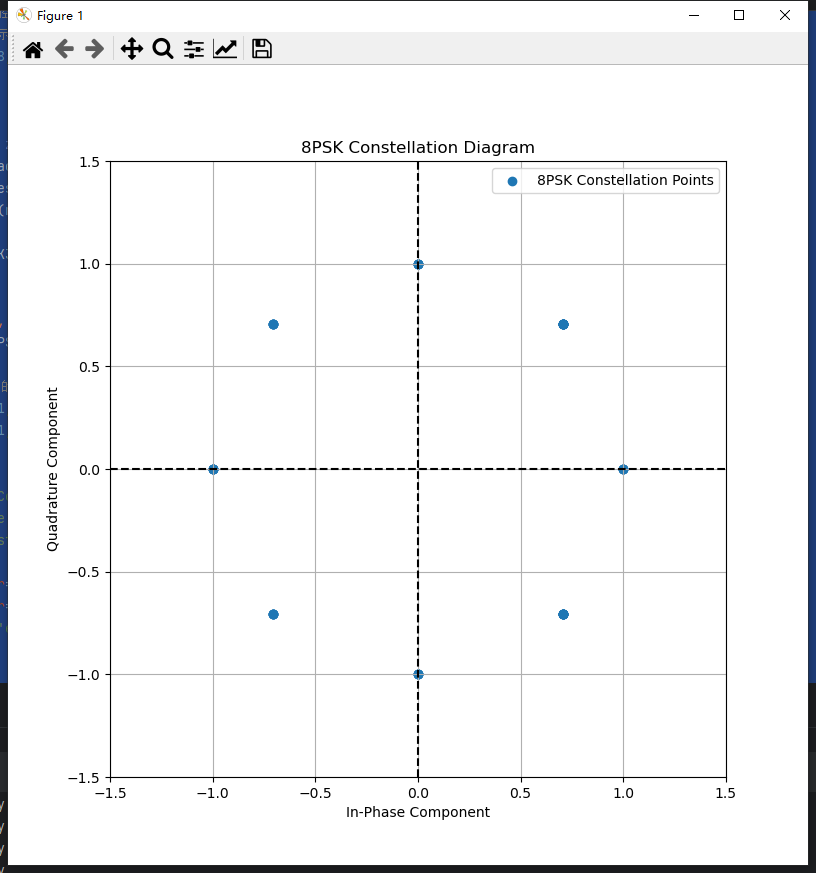 Figure 1
8PSK Constellation Diagram
8PSK Constellation Points
1.5
1.0
0.5
0.0
−0.5
−1.0
−1.5
Quadrature Component
−1.5 −1.0 −0.5 0.0 0.5 1.0 1.5
In-Phase Component